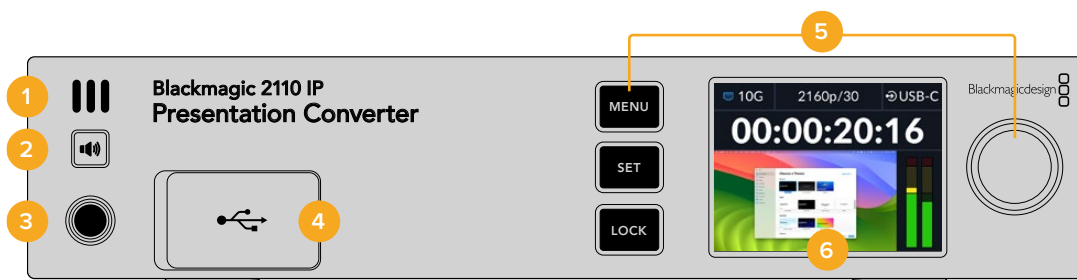 5
1
Blackmagic 2110 IP
Presentation Converter
2
3
4
MENU
SET
LOCK
10G 2160p/30 USB-C
00:00:20:16
6
Blackmagicdesign